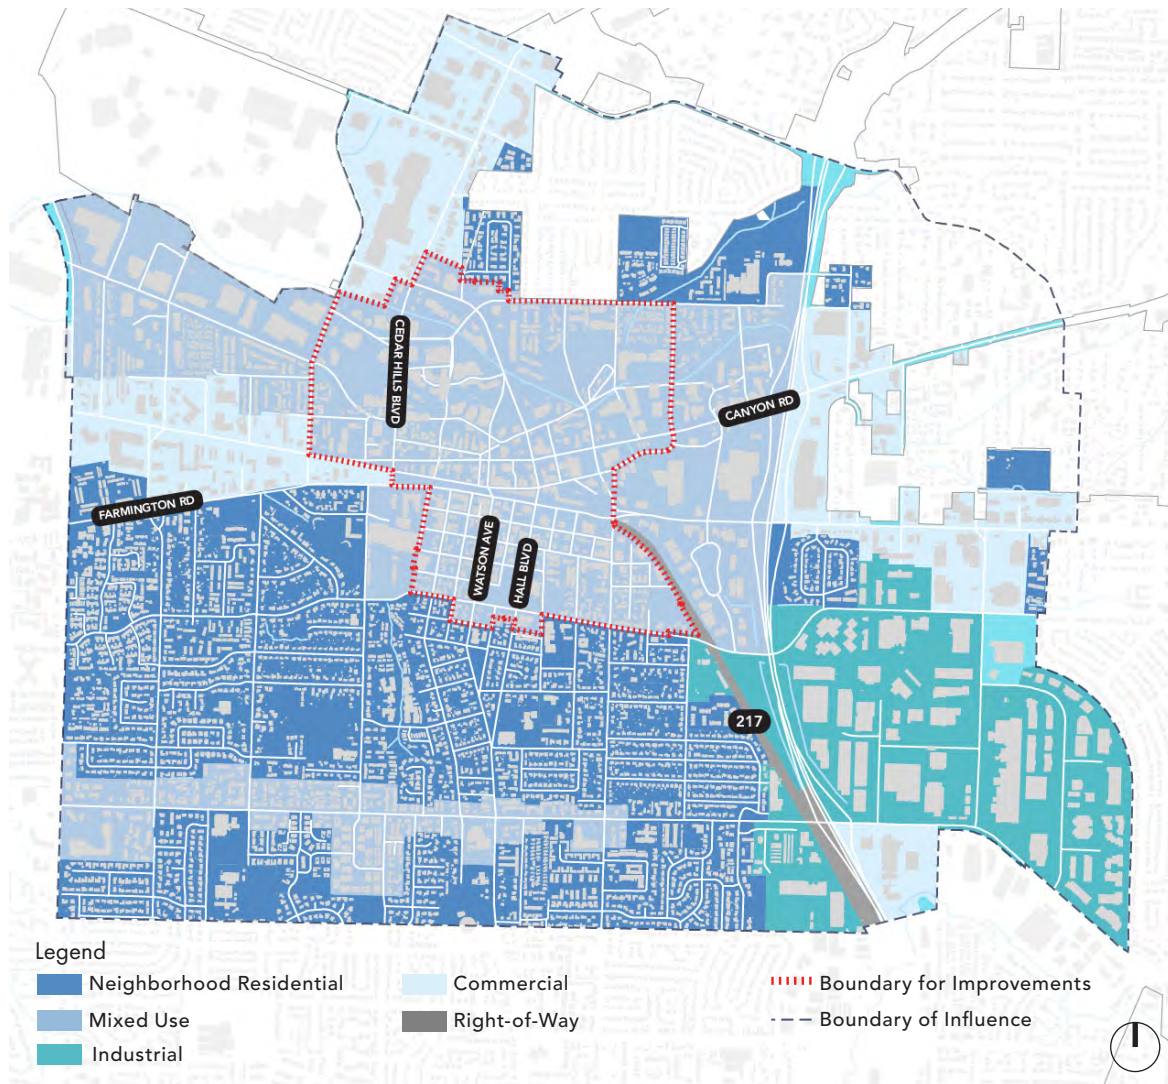 CEDAR HILLS BLVD
CANYON RD
FARMINGTON RD
WATSON AVE
HALL BLVD
217
Legend
Neighborhood Residential
Mixed Use
Industrial
Commercial
Right-of-Way
Boundary for Improvements
Boundary of Influence